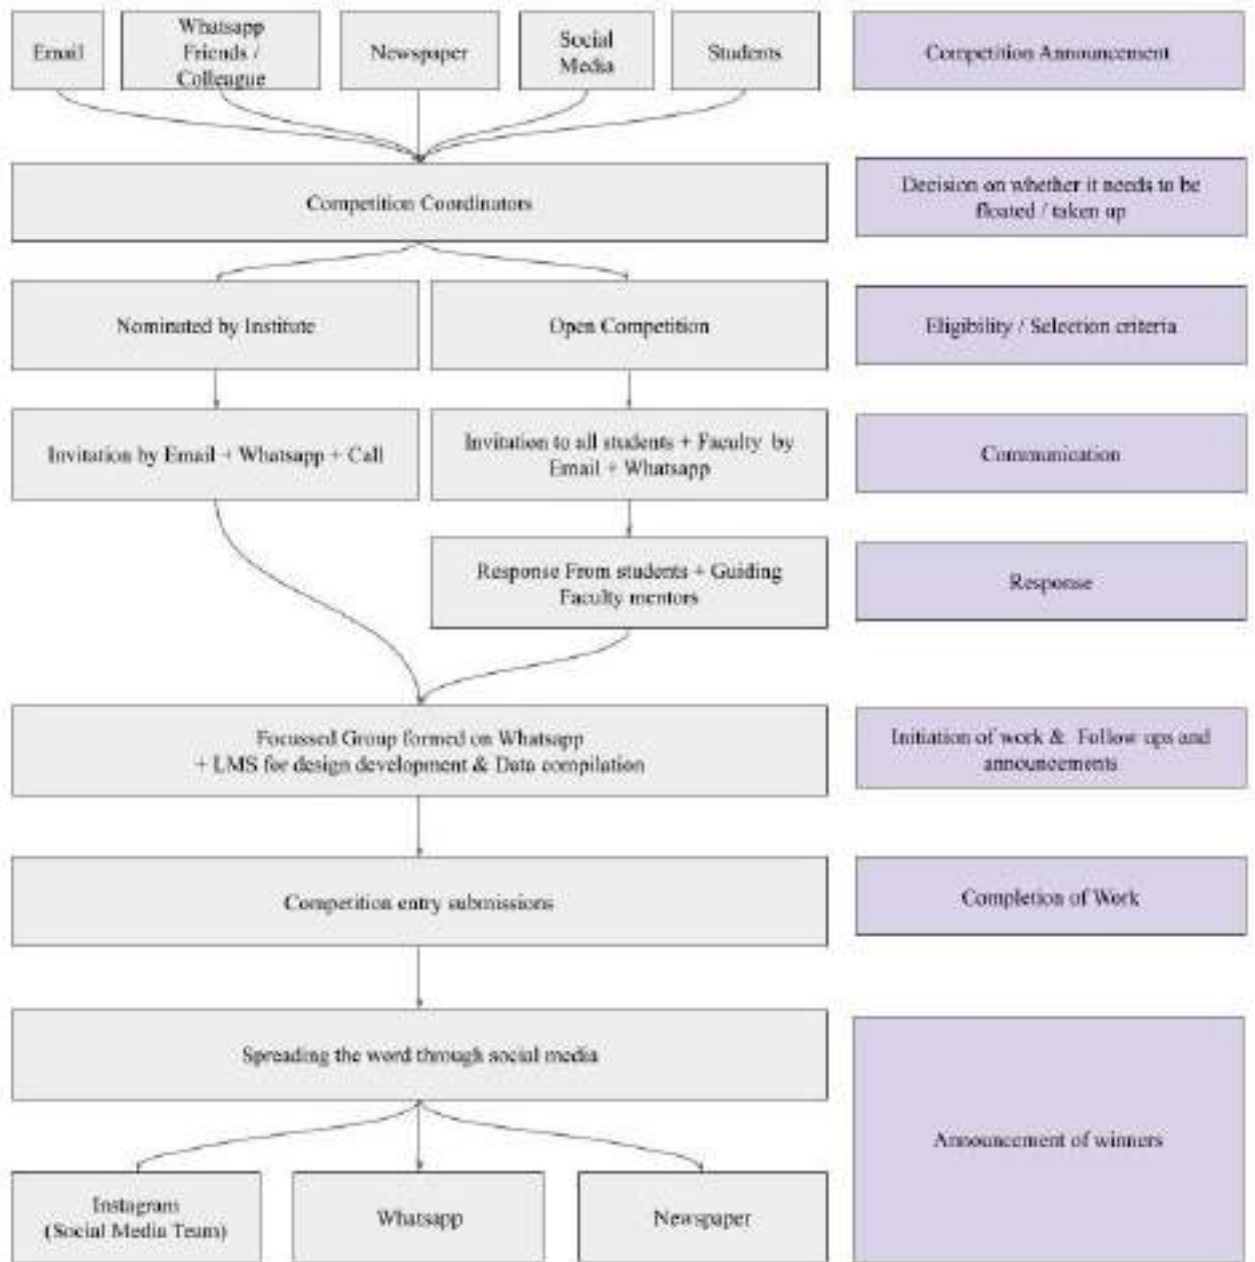 Email
Whatsapp
Friends /
Colleague
Newspaper
Social
Media
Students
Competition Announcement
Competition Coordinators
Decision on whether it needs to be
floated / taken up
Nominated by Institute
Open Competition
Eligibility / Selection criteria
Invitation by Email + Whatsapp + Call
Invitation to all students + Faculty by
Email + Whatsapp
Communication
Response From students + Guiding
Faculty mentors
Response
Focussed Group formed on Whatsapp
+ LMS for design development & Data compilation
Initiation of work & Follow ups and
announcements
Competition entry submissions
Completion of Work
Spreading the word through social media
Announcement of winners
Instagram
(Social Media Team)
Whatsapp
Newspaper